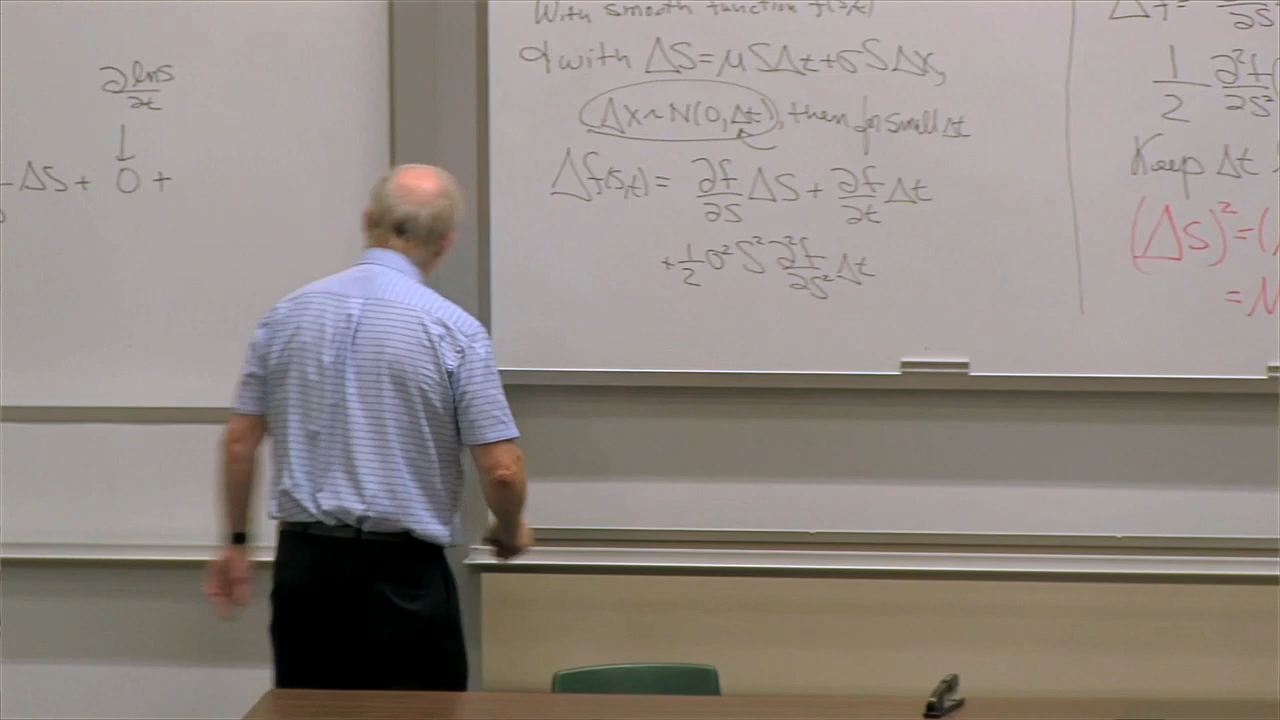 ∂lnS
∂t
↓
ΔS + 0 +
With smooth function f(S,t)
& with ΔS = μSΔt + σSΔx,
Δx ~ N(0, Δt), then for small Δt
Δf(S,t) = ∂f/∂S ΔS + ∂f/∂t Δt
+ 1/2 σ² S² ∂²f/∂S² Δt
Δf =
∂S
1/2 ∂²f/∂S²
Keep Δt
(ΔS)² = (
= μ